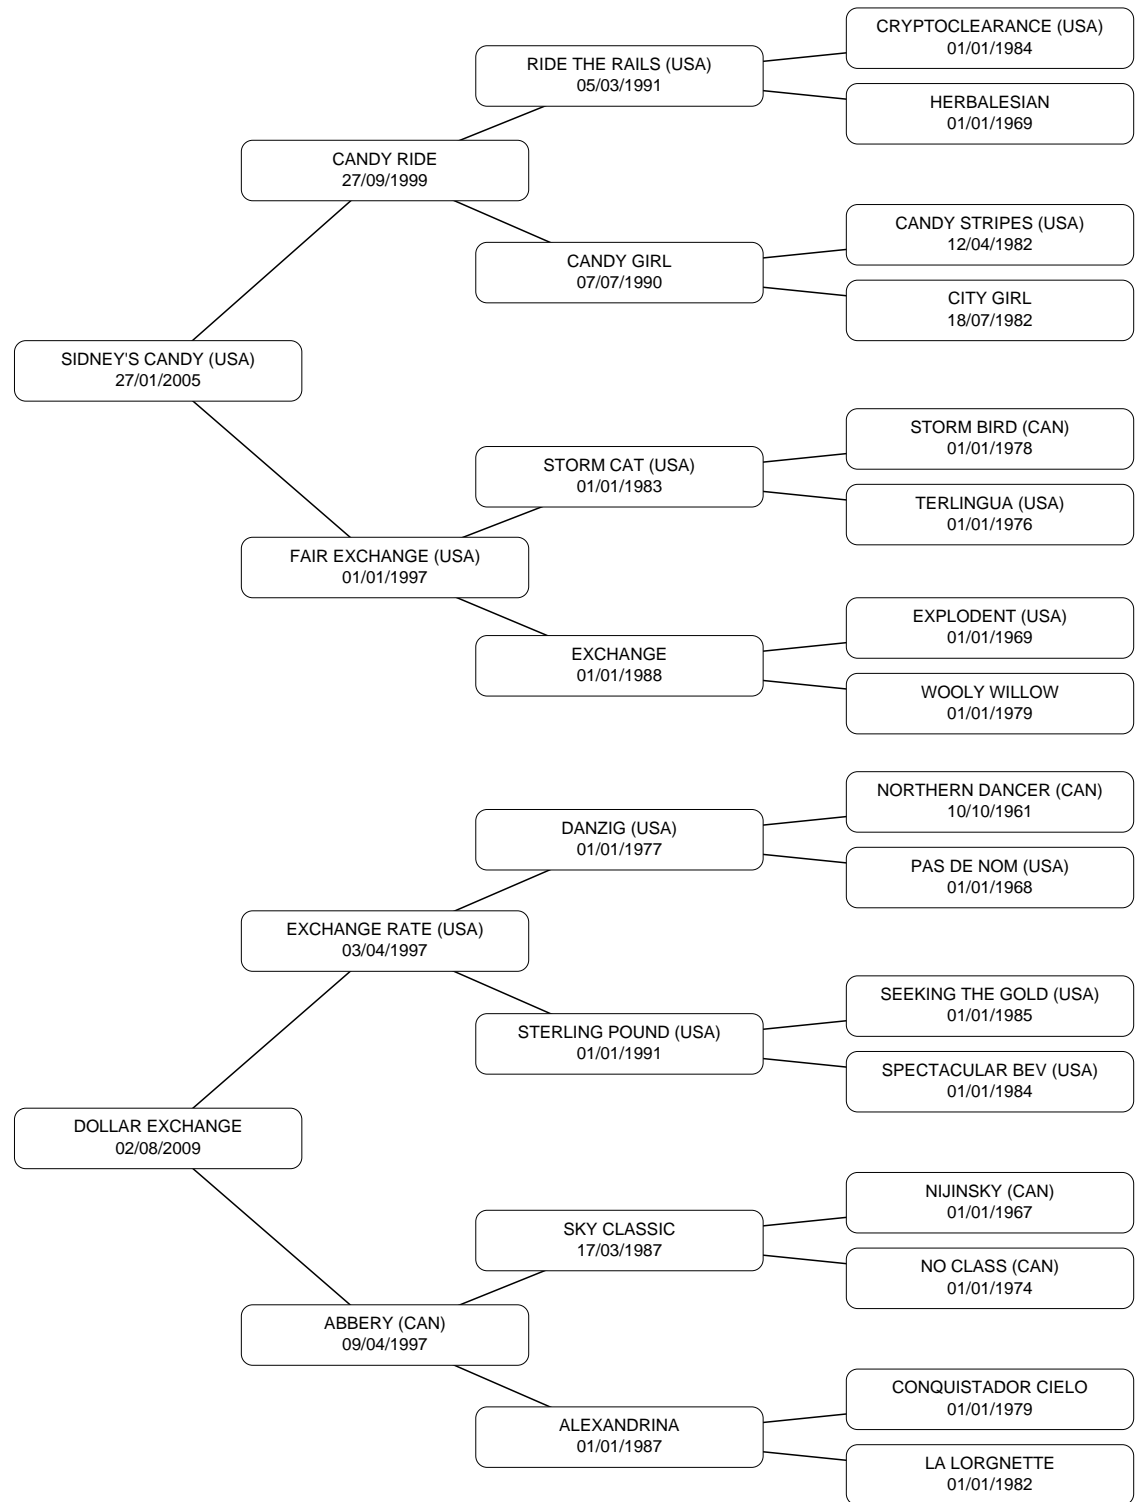 CRYPTOCLEARANCE (USA)
01/01/1984
RIDE THE RAILS (USA)
05/03/1991
HERBALESIAN
01/01/1969
CANDY RIDE
27/09/1999
CANDY STRIPES (USA)
12/04/1982
CANDY GIRL
07/07/1990
CITY GIRL
18/07/1982
SIDNEY'S CANDY (USA)
27/01/2005
STORM BIRD (CAN)
01/01/1978
STORM CAT (USA)
01/01/1983
TERLINGUA (USA)
01/01/1976
FAIR EXCHANGE (USA)
01/01/1997
EXPLODENT (USA)
01/01/1969
EXCHANGE
01/01/1988
WOOLY WILLOW
01/01/1979
NORTHERN DANCER (CAN)
10/10/1961
DANZIG (USA)
01/01/1977
PAS DE NOM (USA)
01/01/1968
EXCHANGE RATE (USA)
03/04/1997
SEEKING THE GOLD (USA)
01/01/1985
STERLING POUND (USA)
01/01/1991
SPECTACULAR BEV (USA)
01/01/1984
DOLLAR EXCHANGE
02/08/2009
NIJINSKY (CAN)
01/01/1967
SKY CLASSIC
17/03/1987
NO CLASS (CAN)
01/01/1974
ABBERY (CAN)
09/04/1997
CONQUISTADOR CIELO
01/01/1979
ALEXANDRINA
01/01/1987
LA LORGNETTE
01/01/1982